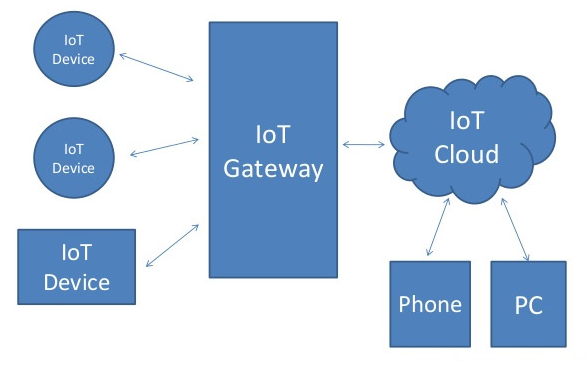 IoT
Device
IoT
Device
IoT
Device
IoT
Gateway
IoT
Cloud
Phone
PC